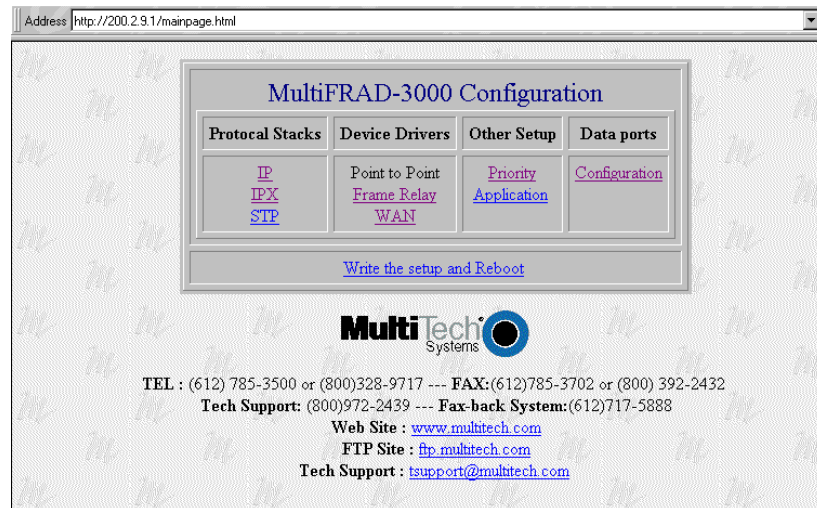 Address http://200.2.9.1/mainpage.html
MultiFRAD-3000 Configuration
Protocal Stacks Device Drivers Other Setup Data ports
IP Point to Point Priority Configuration
IPX Frame Relay Application
STP WAN
Write the setup and Reboot
MultiTech
Systems
TEL : (612) 785-3500 or (800)328-9717 --- FAX:(612)785-3702 or (800) 392-2432
Tech Support: (800)972-2439 --- Fax-back System:(612)717-5888
Web Site : www.multitech.com
FTP Site : ftp.multitech.com
Tech Support : tsupport@multitech.com